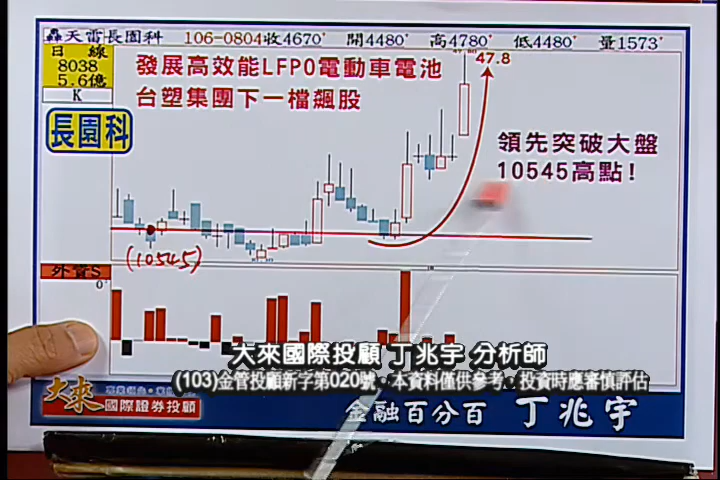 天雷長園科 106-0804收4670 開4480 高4780 低4480 量1573
日線
8038
5.6億
K
長園科
發展高效能LFPO電動車電池
台塑集團下一檔飆股
47.8
領先突破大盤
10545高點!
(10545)
外資S
0
大來國際投顧 丁兆宇 分析師
(103)金管投顧新字第020號，本資料僅供參考，投資時應審慎評估
大來
國際證券投顧
金融百分百 丁兆宇